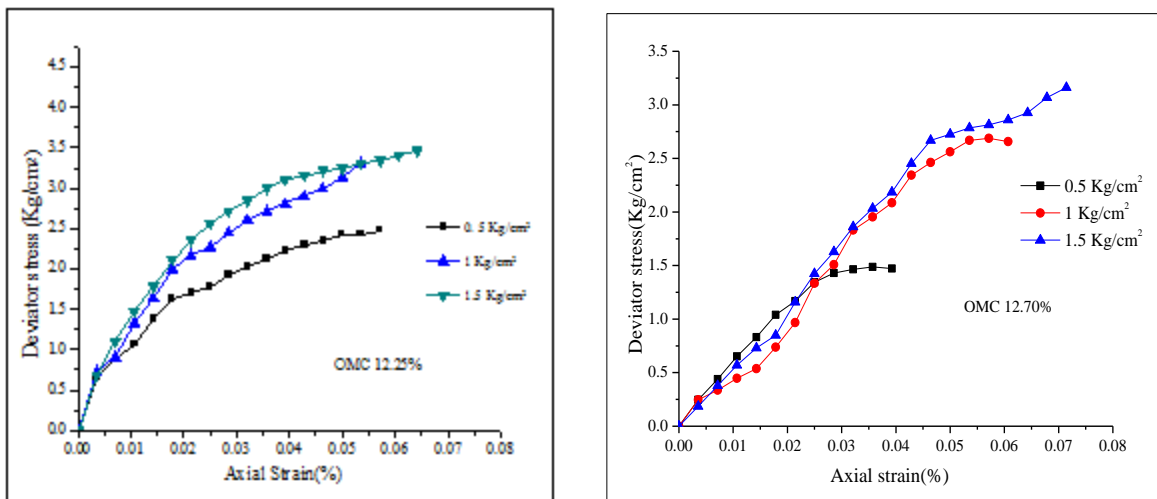 Deviator stress (Kg/cm²)
4.5
4.0
3.5
3.0
2.5
2.0
1.5
1.0
0.5
0.0
0. 5 Kg/cm²
1 Kg/cm²
1.5 Kg/cm²
OMC 12.25%
0.00 0.01 0.02 0.03 0.04 0.05 0.06 0.07 0.08
Axial Strain(%)
Deviator stress(Kg/cm²)
3.5
3.0
2.5
2.0
1.5
1.0
0.5
0.0
0.5 Kg/cm²
1 Kg/cm²
1.5 Kg/cm²
OMC 12.70%
0.00 0.01 0.02 0.03 0.04 0.05 0.06 0.07 0.08
Axial strain(%)